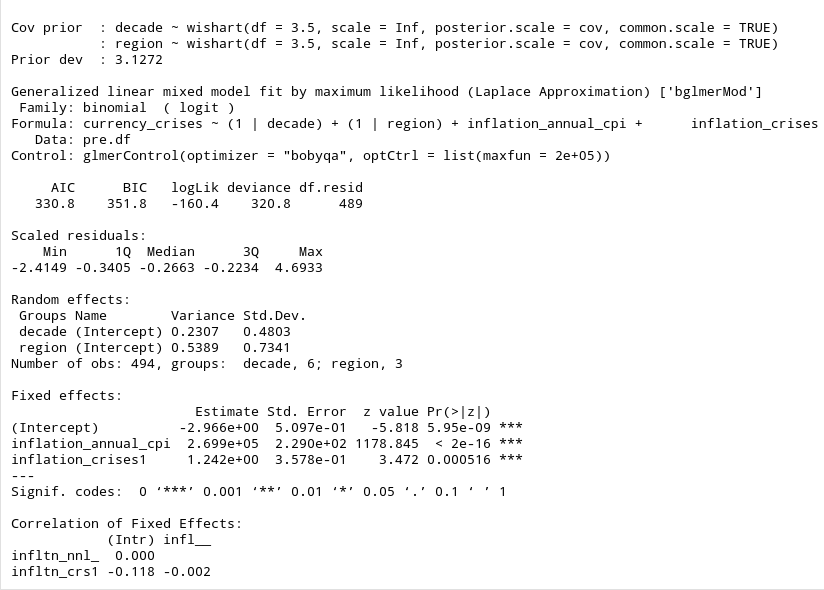 Cov prior  : decade ~ wishart(df = 3.5, scale = Inf, posterior.scale = cov, common.scale = TRUE)
           : region ~ wishart(df = 3.5, scale = Inf, posterior.scale = cov, common.scale = TRUE)
Prior dev  : 3.1272

Generalized linear mixed model fit by maximum likelihood (Laplace Approximation) ['bglmerMod']
 Family: binomial  ( logit )
Formula: currency_crises ~ (1 | decade) + (1 | region) + inflation_annual_cpi +      inflation_crises
   Data: pre.df
Control: glmerControl(optimizer = "bobyqa", optCtrl = list(maxfun = 2e+05))

     AIC      BIC   logLik deviance df.resid
   330.8    351.8   -160.4    320.8      489

Scaled residuals:
    Min      1Q  Median      3Q     Max
-2.4149 -0.3405 -0.2663 -0.2234  4.6933

Random effects:
 Groups Name        Variance Std.Dev.
 decade (Intercept) 0.2307   0.4803
 region (Intercept) 0.5389   0.7341
Number of obs: 494, groups:  decade, 6; region, 3

Fixed effects:
                       Estimate Std. Error  z value Pr(>|z|)
(Intercept)          -2.966e+00  5.097e-01   -5.818 5.95e-09 ***
inflation_annual_cpi  2.699e+05  2.290e+02 1178.845  < 2e-16 ***
inflation_crises1     1.242e+00  3.578e-01    3.472 0.000516 ***
---
Signif. codes:  0 ‘***’ 0.001 ‘**’ 0.01 ‘*’ 0.05 ‘.’ 0.1 ‘ ’ 1

Correlation of Fixed Effects:
            (Intr) infl__
infltn_nnl_  0.000
infltn_crs1 -0.118 -0.002